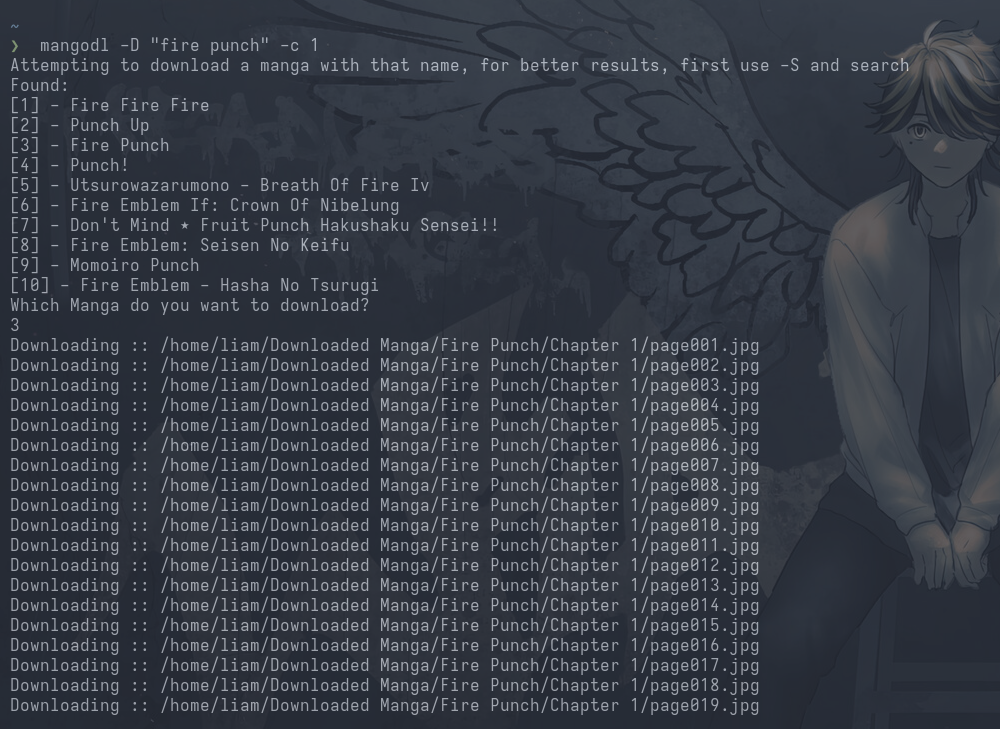 ~
❯  mangodl -D "fire punch" -c 1
Attempting to download a manga with that name, for better results, first use -S and search
Found:
[1] - Fire Fire Fire
[2] - Punch Up
[3] - Fire Punch
[4] - Punch!
[5] - Utsurowazarumono - Breath Of Fire Iv
[6] - Fire Emblem If: Crown Of Nibelung
[7] - Don't Mind ★ Fruit Punch Hakushaku Sensei!!
[8] - Fire Emblem: Seisen No Keifu
[9] - Momoiro Punch
[10] - Fire Emblem - Hasha No Tsurugi
Which Manga do you want to download?
3
Downloading :: /home/liam/Downloaded Manga/Fire Punch/Chapter 1/page001.jpg
Downloading :: /home/liam/Downloaded Manga/Fire Punch/Chapter 1/page002.jpg
Downloading :: /home/liam/Downloaded Manga/Fire Punch/Chapter 1/page003.jpg
Downloading :: /home/liam/Downloaded Manga/Fire Punch/Chapter 1/page004.jpg
Downloading :: /home/liam/Downloaded Manga/Fire Punch/Chapter 1/page005.jpg
Downloading :: /home/liam/Downloaded Manga/Fire Punch/Chapter 1/page006.jpg
Downloading :: /home/liam/Downloaded Manga/Fire Punch/Chapter 1/page007.jpg
Downloading :: /home/liam/Downloaded Manga/Fire Punch/Chapter 1/page008.jpg
Downloading :: /home/liam/Downloaded Manga/Fire Punch/Chapter 1/page009.jpg
Downloading :: /home/liam/Downloaded Manga/Fire Punch/Chapter 1/page010.jpg
Downloading :: /home/liam/Downloaded Manga/Fire Punch/Chapter 1/page011.jpg
Downloading :: /home/liam/Downloaded Manga/Fire Punch/Chapter 1/page012.jpg
Downloading :: /home/liam/Downloaded Manga/Fire Punch/Chapter 1/page013.jpg
Downloading :: /home/liam/Downloaded Manga/Fire Punch/Chapter 1/page014.jpg
Downloading :: /home/liam/Downloaded Manga/Fire Punch/Chapter 1/page015.jpg
Downloading :: /home/liam/Downloaded Manga/Fire Punch/Chapter 1/page016.jpg
Downloading :: /home/liam/Downloaded Manga/Fire Punch/Chapter 1/page017.jpg
Downloading :: /home/liam/Downloaded Manga/Fire Punch/Chapter 1/page018.jpg
Downloading :: /home/liam/Downloaded Manga/Fire Punch/Chapter 1/page019.jpg